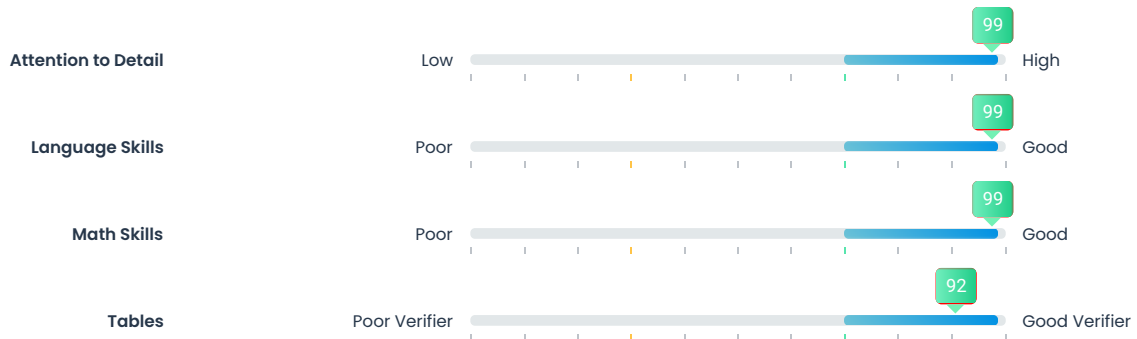 99
Attention to Detail Low High
99
Language Skills Poor Good
99
Math Skills Poor Good
92
Tables Poor Verifier Good Verifier